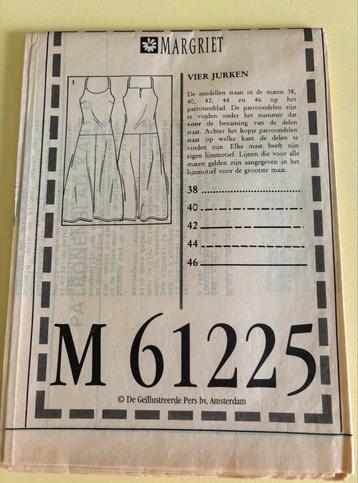 MARGRIET
1
VIER JURKEN
De modellen staan in de maten 38,
40, 42, 44 en 46 op het
patronenblad. De patroondelen zijn
te vinden onder het nummer dat
voor de benaming van de delen
staat. Achter het kopje patroondelen
staat op welke kant de delen te
vinden zijn. Elke maat heeft zijn
eigen lijnmotief. Lijnen die voor alle
maten gelden zijn aangegeven in het
lijnmotief voor de grootste maat.
38
40
42
44
46
M 61225
© De Geïllustreerde Pers bv, Amsterdam